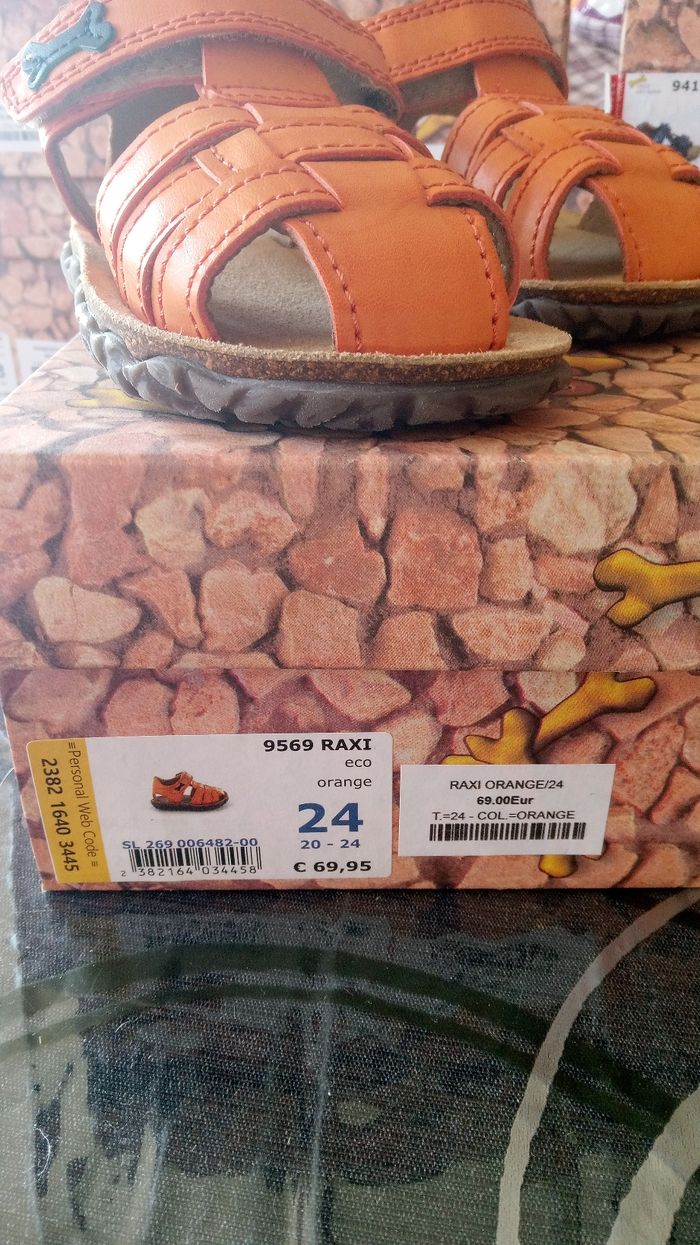 941
≡Personal Web Code≡
2382 1640 3445
9569 RAXI
eco
orange
24
SL 269 006482-00
20 - 24
2 382164 034458
€ 69,95
RAXI ORANGE/24
69.00Eur
T.=24 - COL.=ORANGE